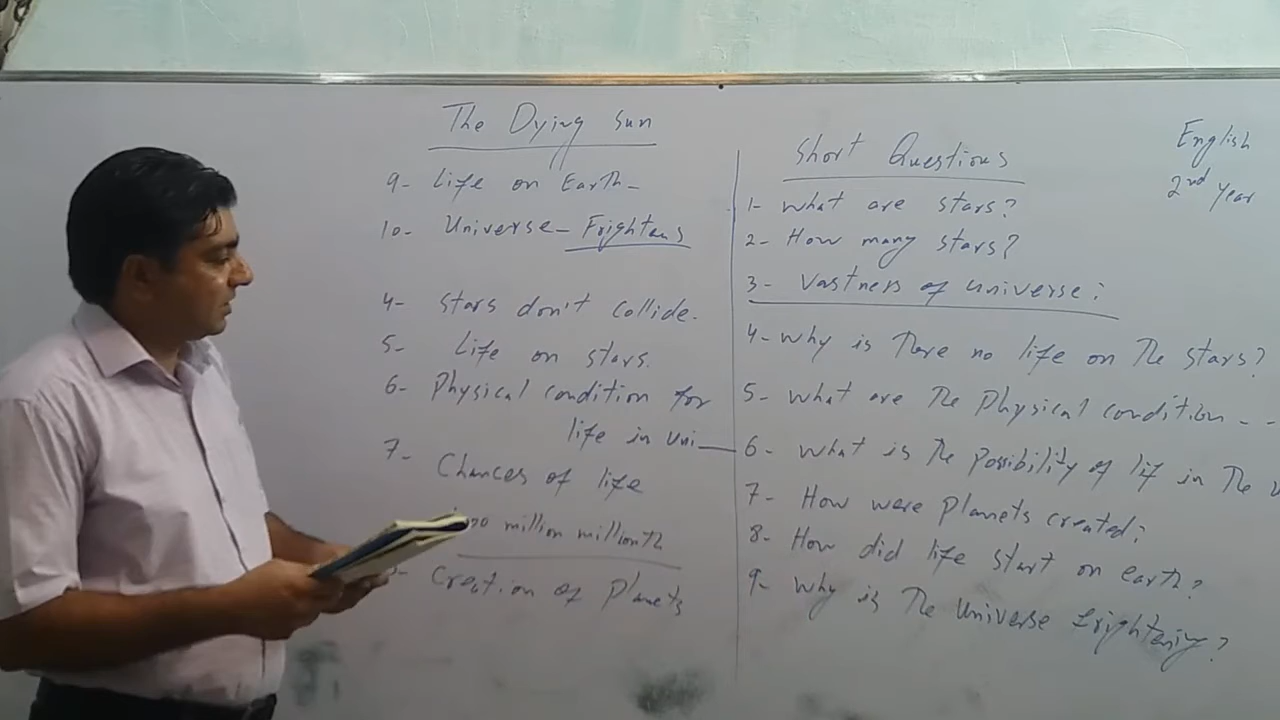 The Dying Sun
9- Life on Earth-
10- Universe- Frightens
4- Stars don't Collide.
5- Life on stars.
6- Physical condition for
life in Uni
7- Chances of life
million millionth
Creation of Planets
Short Questions
1- What are stars?
2- How many stars?
3- Vastness of Universe:
4- Why is there no life on the stars?
5- What are the Physical condition - -
6- What is the Possibility of lif in the
7- How were Planets created:
8- How did life start on earth?
9- Why is the Universe frightening?
English
2nd year